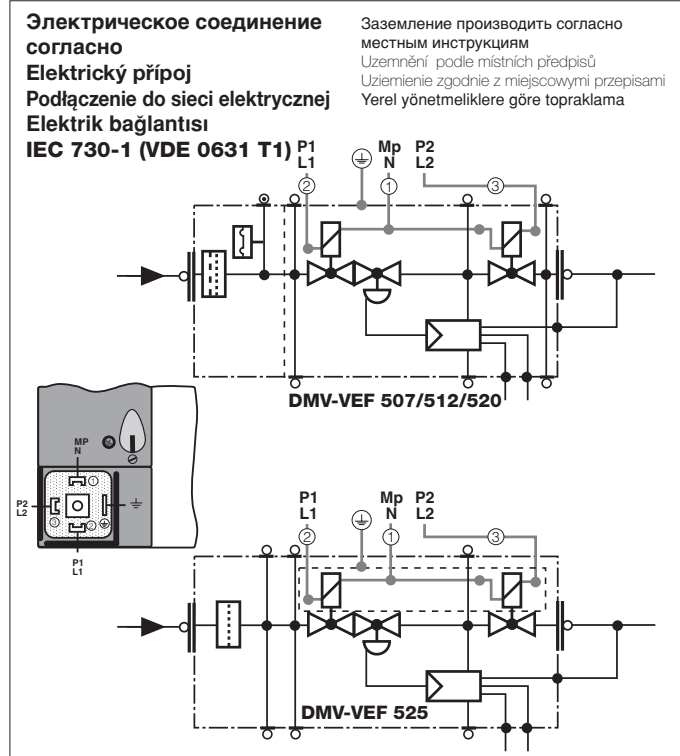 Электрическое соединение
согласно
Elektrický přípoj
Podłączenie do sieci elektrycznej
Elektrik bağlantısı
IEC 730-1 (VDE 0631 T1)
Заземление производить согласно
местным инструкциям
Uzemnění podle místních předpisů
Uziemienie zgodnie z miejscowymi przepisami
Yerel yönetmeliklere göre topraklama
P1 Mp P2
L1 N L2
2 1 3
DMV-VEF 507/512/520
MP
N
1
P2
L2
3 2
P1
L1
P1 Mp P2
L1 N L2
2 1 3
DMV-VEF 525